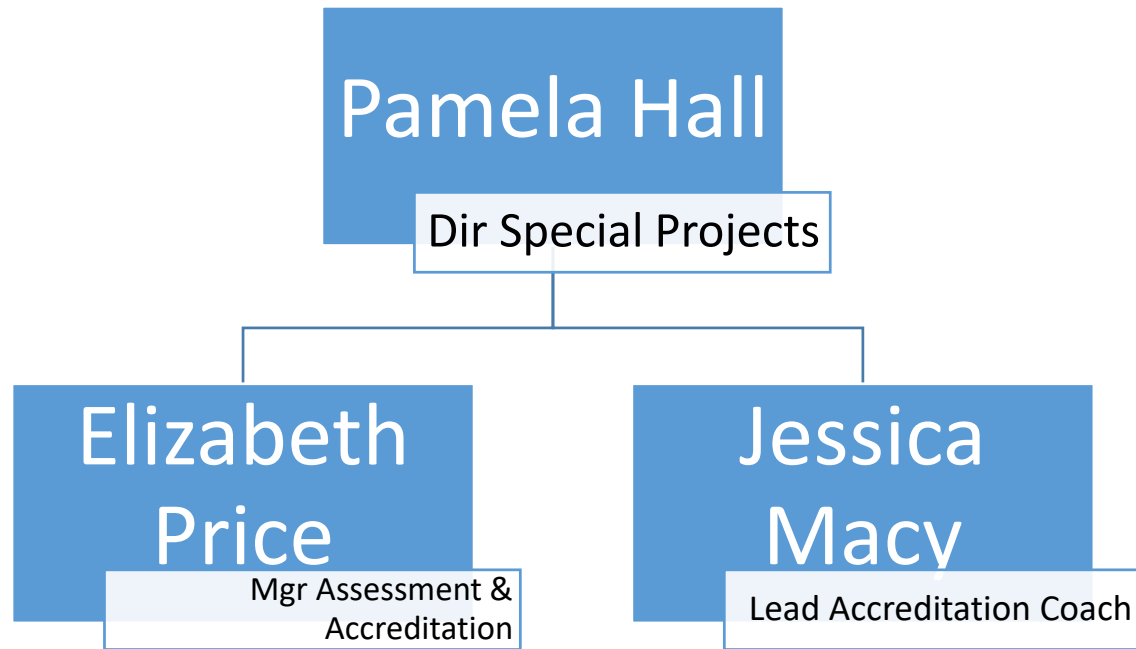 Pamela Hall
Dir Special Projects
Elizabeth
Price
Mgr Assessment &
Accreditation
Jessica
Macy
Lead Accreditation Coach